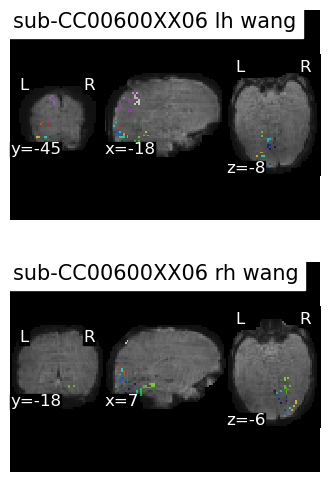 sub-CC00600XX06 lh wang
L R L R
y=-45 x=-18 z=-8
sub-CC00600XX06 rh wang
L R L R
y=-18 x=7 z=-6